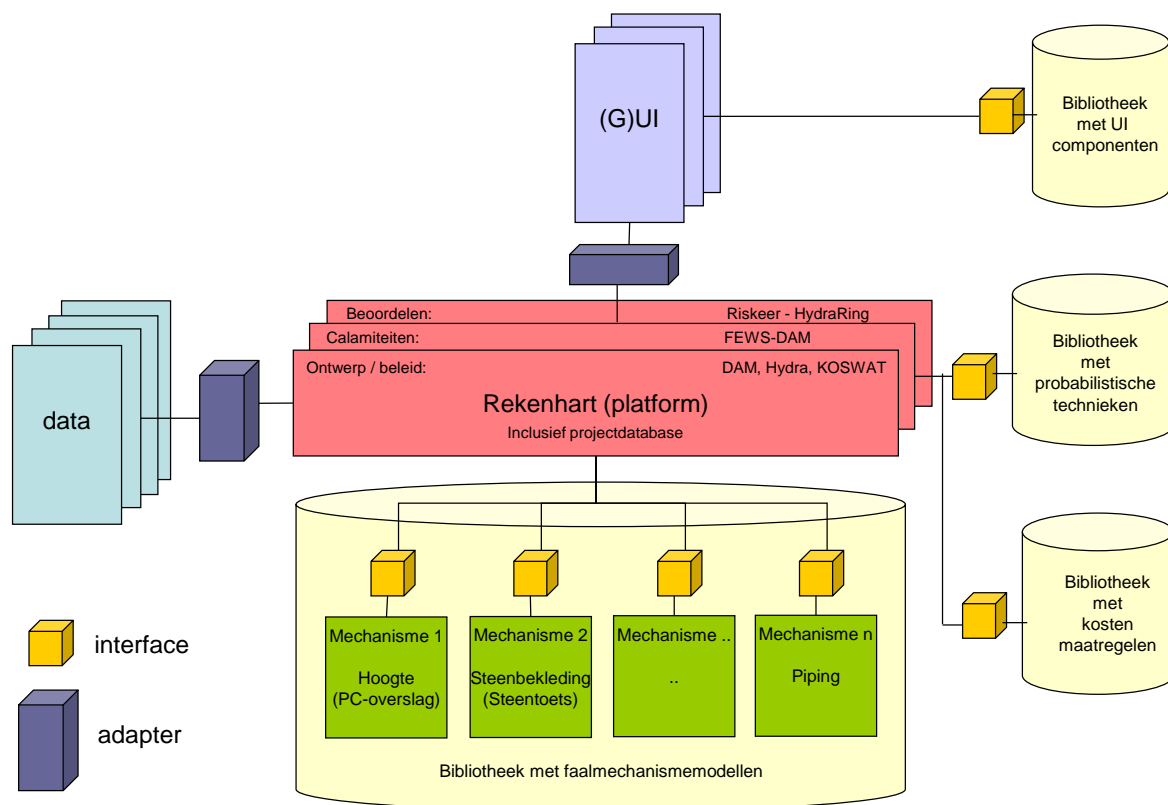 (G)UI
Bibliotheek
met UI
componenten
Beoordelen: Riskeer - HydraRing
Calamiteiten: FEWS-DAM
Ontwerp / beleid: DAM, Hydra, KOSWAT
Rekenhart (platform)
Inclusief projectdatabase
data
Bibliotheek
met
probabilistische
technieken
Mechanisme 1
Hoogte
(PC-overslag)
Mechanisme 2
Steenbekleding
(Steentoets)
Mechanisme ..
..
Mechanisme n
Piping
Bibliotheek
met
kosten
maatregelen
Bibliotheek met faalmechanismemodellen
interface
adapter